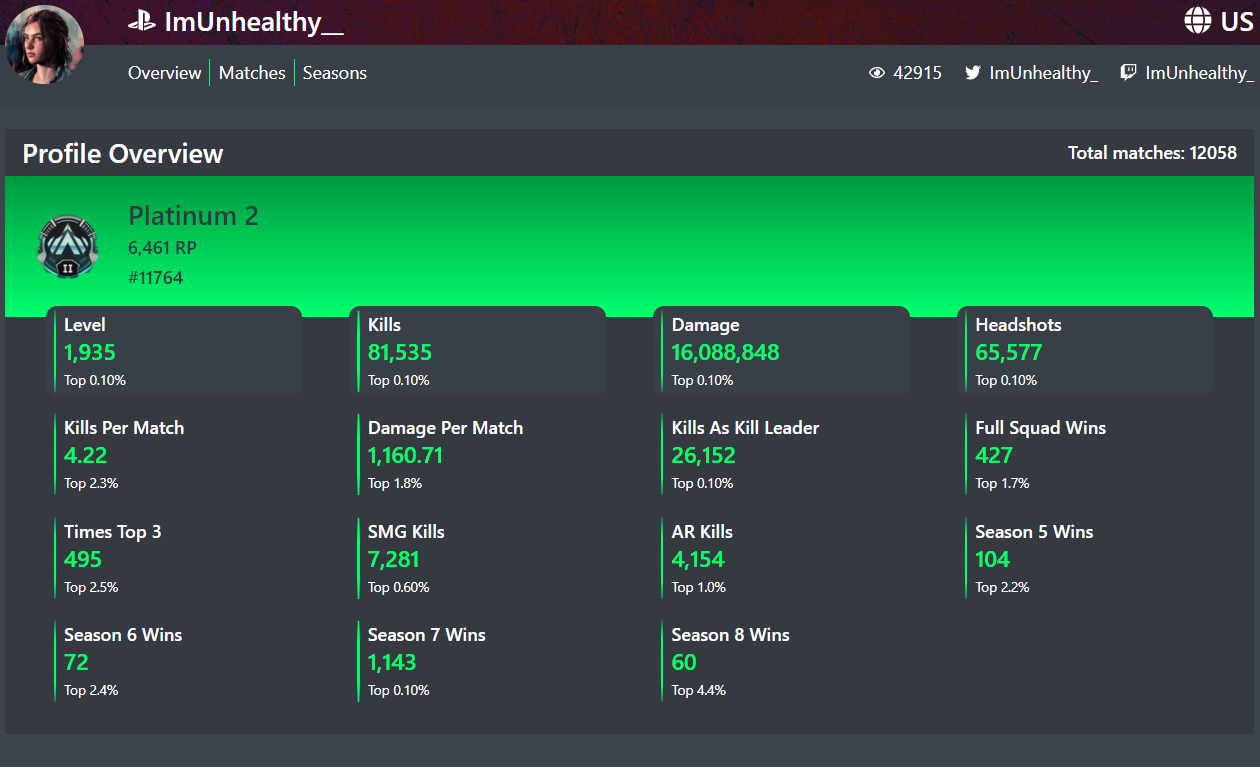 ImUnhealthy__
US
Overview Matches Seasons
42915 ImUnhealthy_ ImUnhealthy_
Profile Overview
Total matches: 12058
Platinum 2
6,461 RP
#11764
II
Level
1,935
Top 0.10%
Kills
81,535
Top 0.10%
Damage
16,088,848
Top 0.10%
Headshots
65,577
Top 0.10%
Kills Per Match
4.22
Top 2.3%
Damage Per Match
1,160.71
Top 1.8%
Kills As Kill Leader
26,152
Top 0.10%
Full Squad Wins
427
Top 1.7%
Times Top 3
495
Top 2.5%
SMG Kills
7,281
Top 0.60%
AR Kills
4,154
Top 1.0%
Season 5 Wins
104
Top 2.2%
Season 6 Wins
72
Top 2.4%
Season 7 Wins
1,143
Top 0.10%
Season 8 Wins
60
Top 4.4%